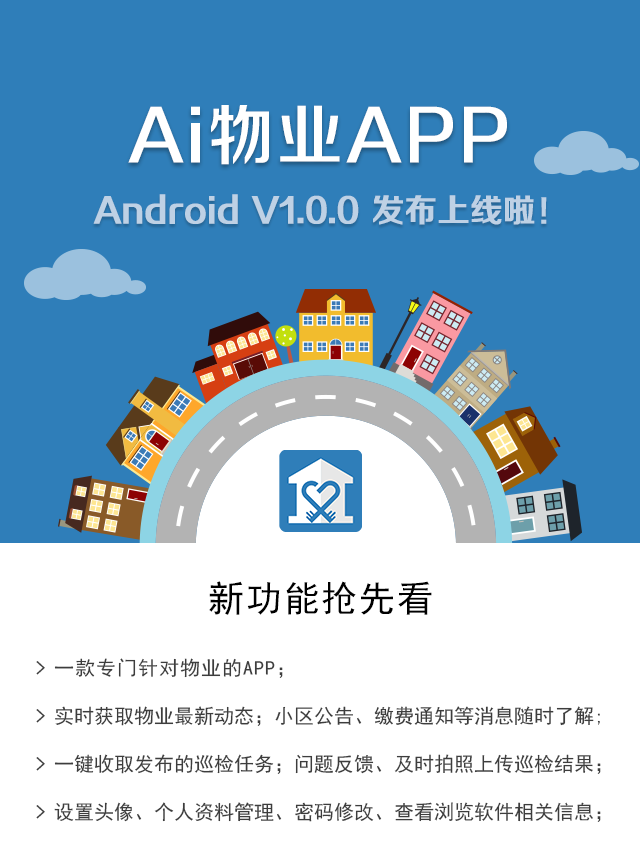 Ai物业APP
Android V1.0.0 发布上线啦!
新功能抢先看
> 一款专门针对物业的APP;
> 实时获取物业最新动态; 小区公告、缴费通知等消息随时了解;
> 一键收取发布的巡检任务; 问题反馈、及时拍照上传巡检结果;
> 设置头像、个人资料管理、密码修改、查看浏览软件相关信息;